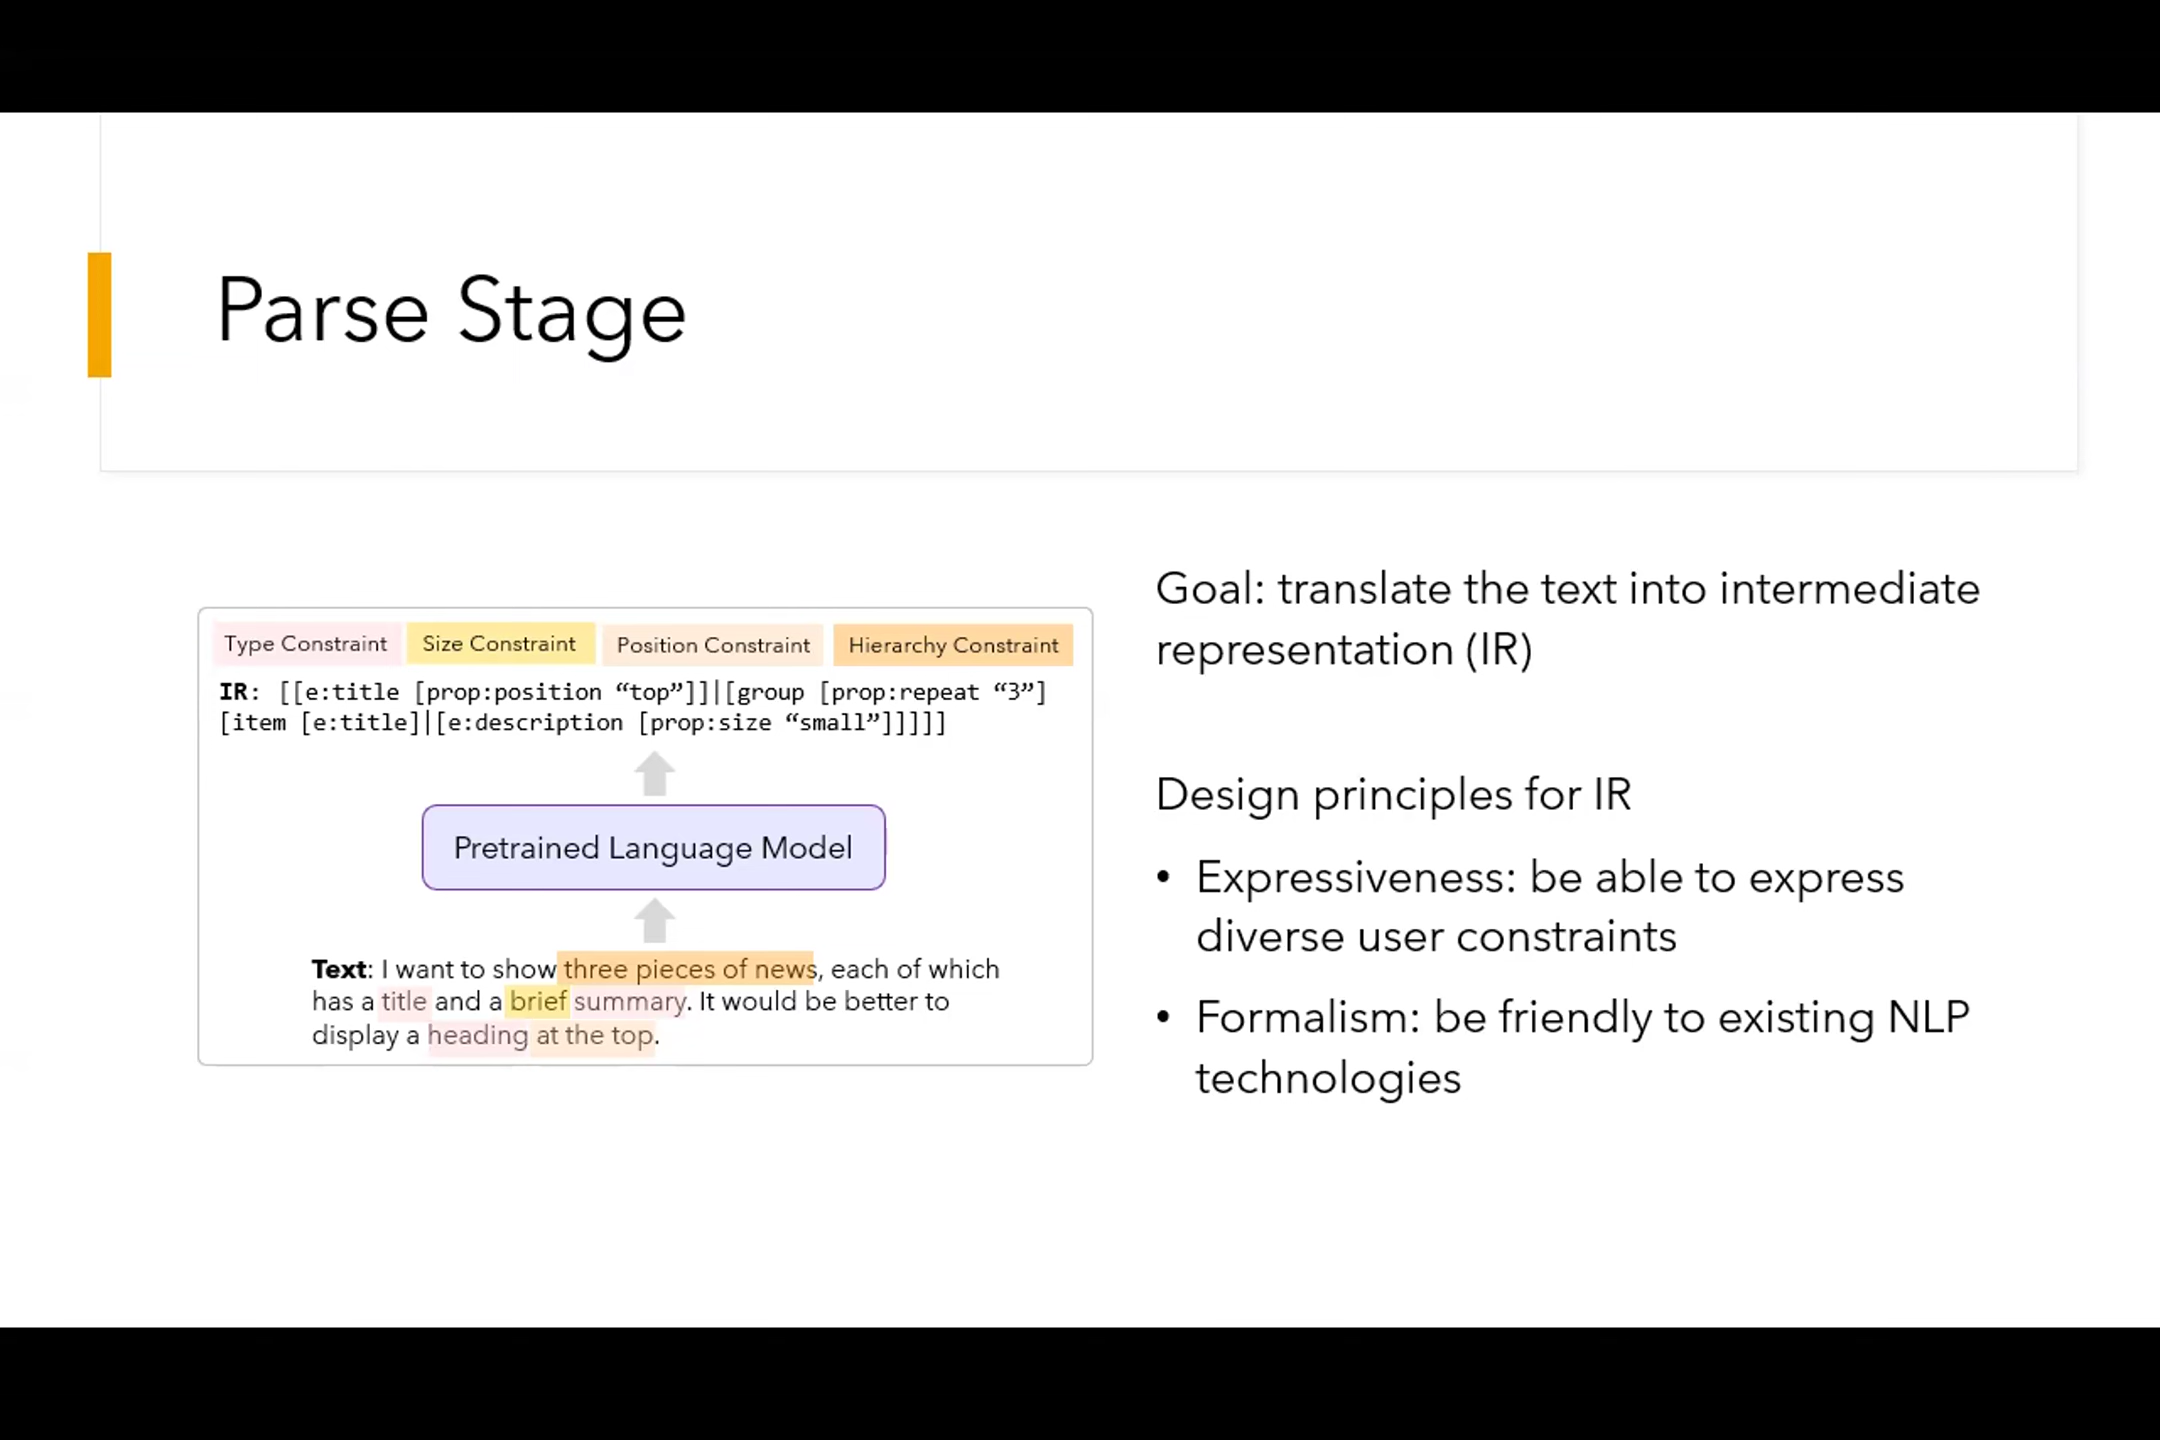 Parse Stage
Type Constraint Size Constraint Position Constraint Hierarchy Constraint
IR: [[e:title [prop:position “top”]]|[group [prop:repeat “3”]
[item [e:title]|[e:description [prop:size “small”]]]]]
Pretrained Language Model
Text: I want to show three pieces of news, each of which
has a title and a brief summary. It would be better to
display a heading at the top.
Goal: translate the text into intermediate
representation (IR)
Design principles for IR
• Expressiveness: be able to express
diverse user constraints
• Formalism: be friendly to existing NLP
technologies